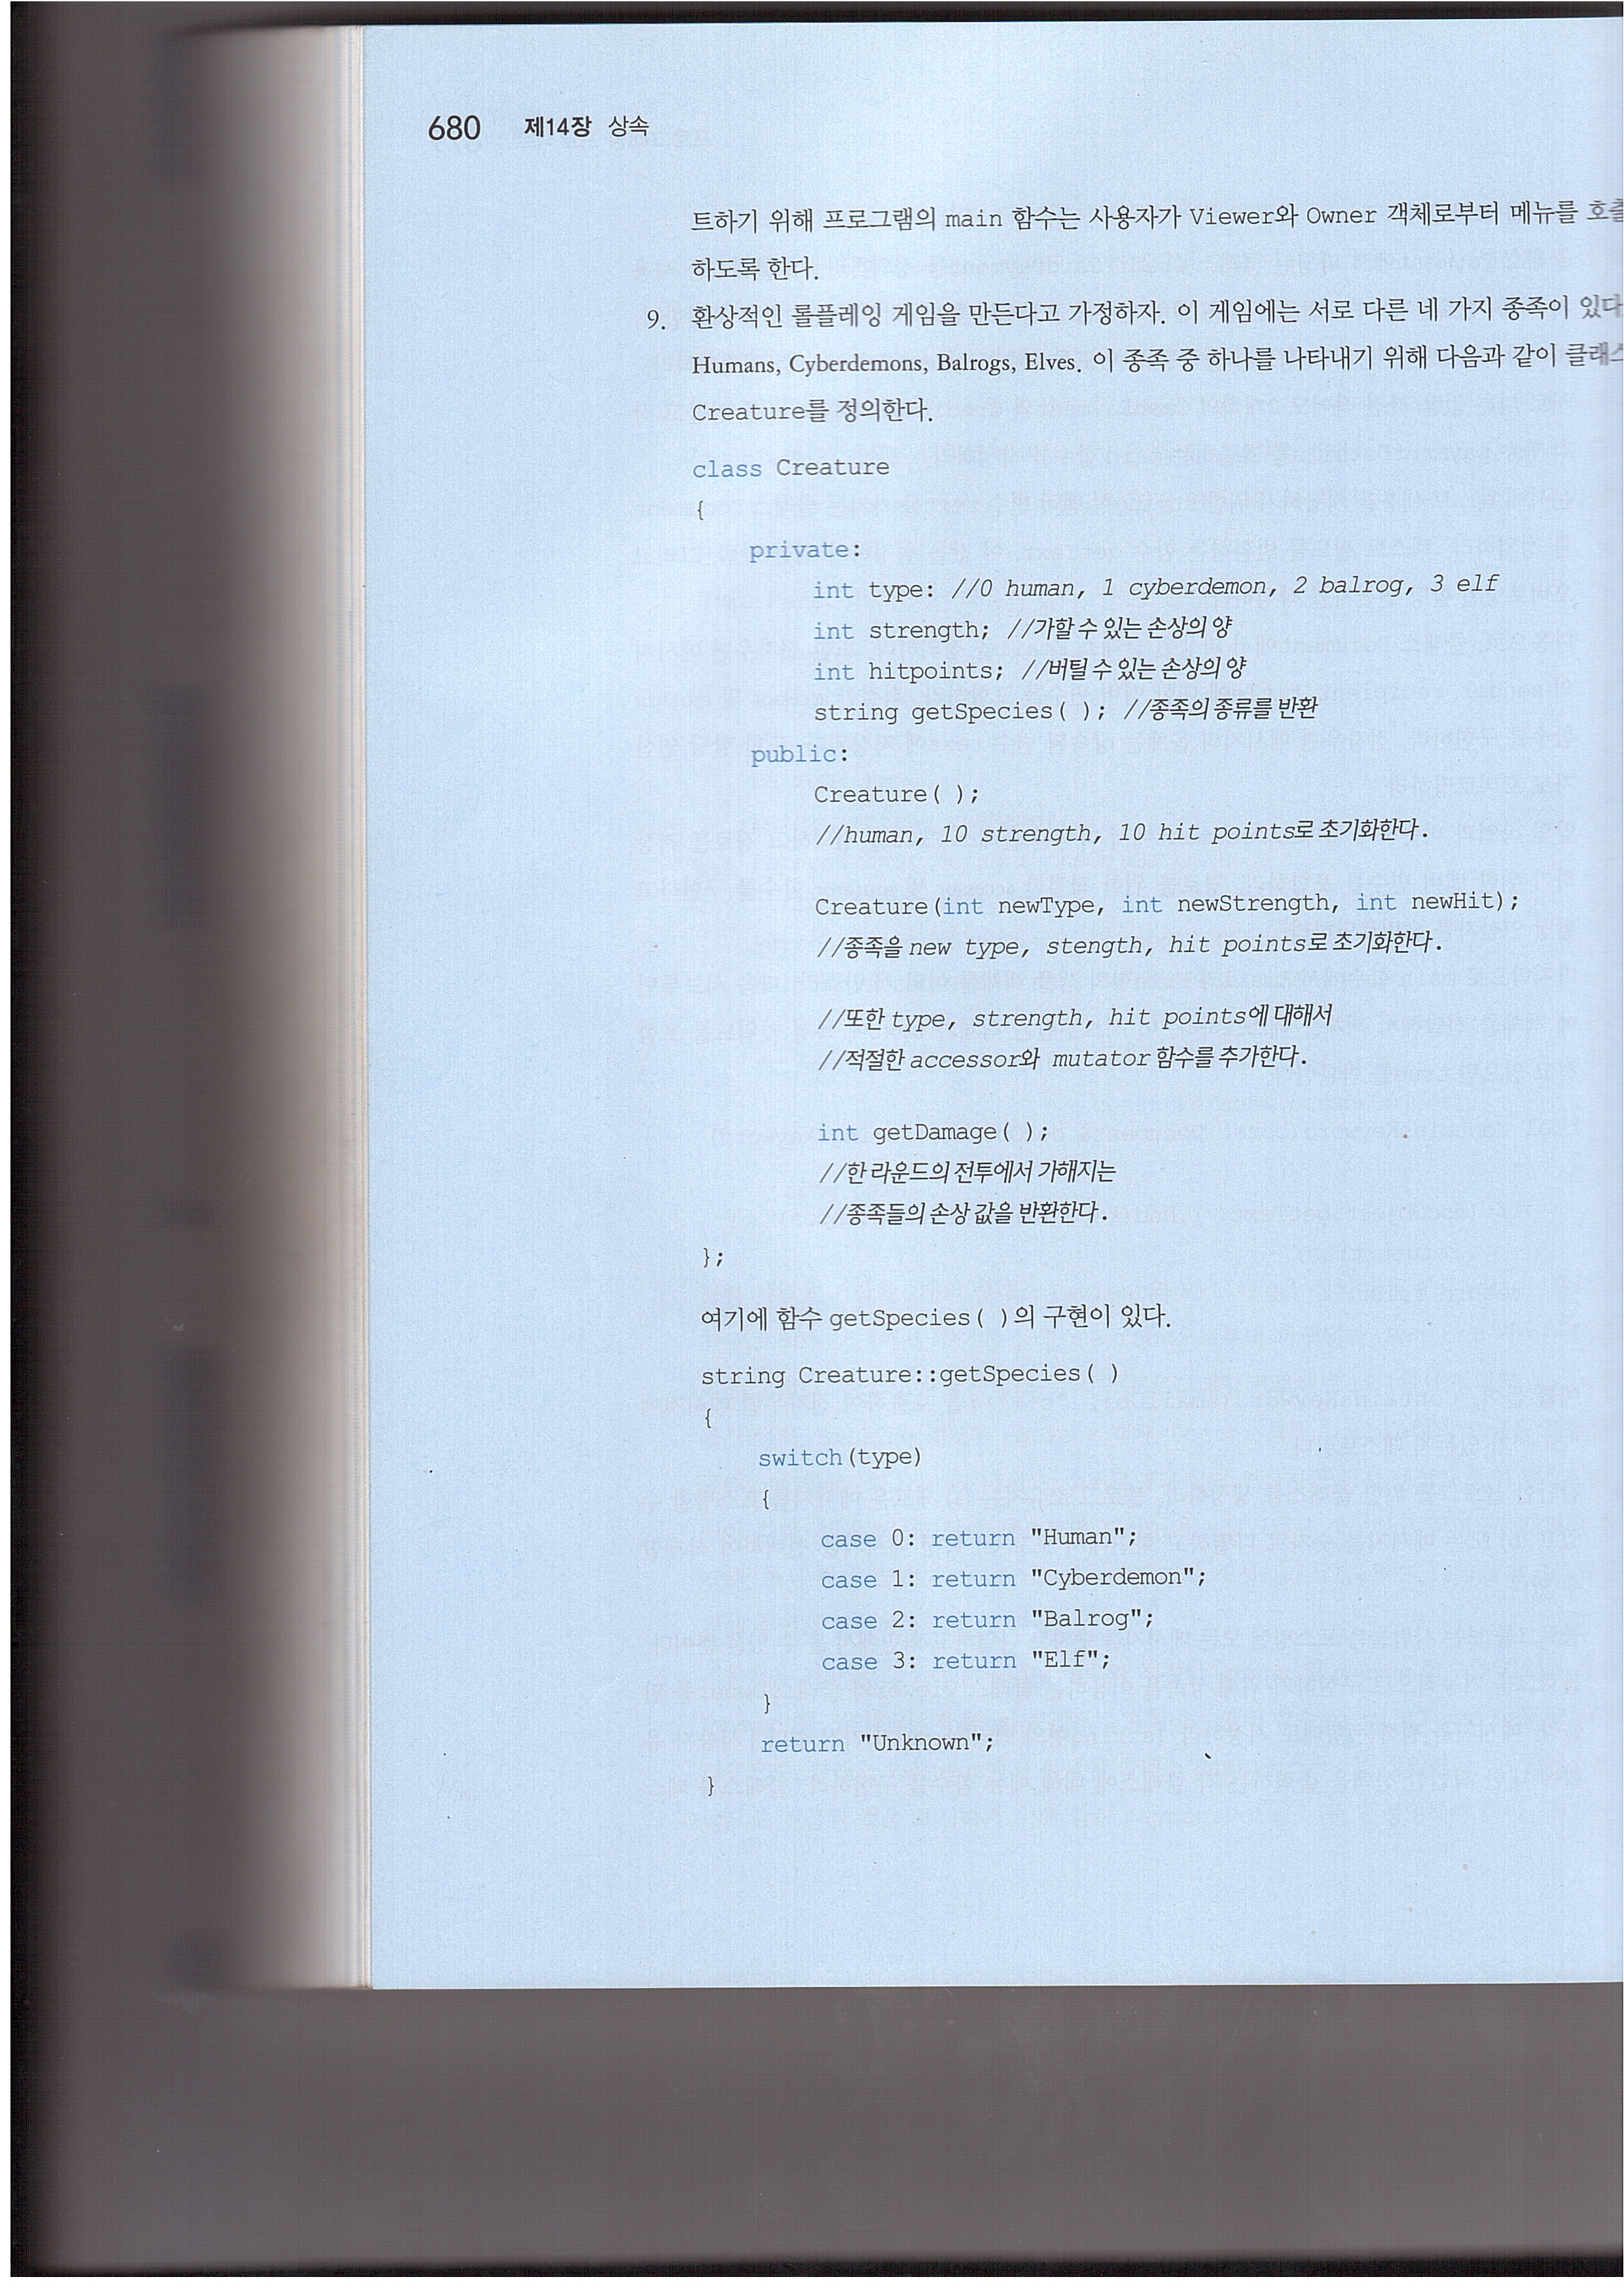 680 제14장 상속
트하기 위해 프로그램의 main 함수는 사용자가 Viewer와 Owner 객체로부터 메뉴를 호출
하도록 한다.
9. 환상적인 롤플레잉 게임을 만든다고 가정하자. 이 게임에는 서로 다른 네 가지 종족이 있다
Humans, Cyberdemons, Balrogs, Elves. 이 종족 중 하나를 나타내기 위해 다음과 같이 클래스
Creature를 정의한다.
class Creature
{
private:
int type: //0 human, 1 cyberdemon, 2 balrog, 3 elf
int strength; //가할 수 있는 손상의 양
int hitpoints; //버틸 수 있는 손상의 양
string getSpecies( ); //종족의 종류를 반환
public:
Creature( );
//human, 10 strength, 10 hit points로 초기화한다.
Creature(int newType, int newStrength, int newHit);
//종족을 new type, stength, hit points로 초기화한다.
//또한 type, strength, hit points에 대해서
//적절한 accessor와 mutator 함수를 추가한다.
int getDamage( );
//한 라운드의 전투에서 가해지는
//종족들의 손상 값을 반환한다.
};
여기에 함수 getSpecies( )의 구현이 있다.
string Creature::getSpecies( )
{
switch(type)
{
case 0: return "Human";
case 1: return "Cyberdemon";
case 2: return "Balrog";
case 3: return "Elf";
}
return "Unknown";
}